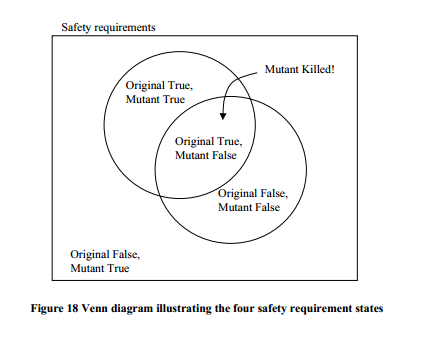 Safety requirements
Mutant Killed!
Original True,
Mutant True
Original True,
Mutant False
Original False,
Mutant False
Original False,
Mutant True
Figure 18 Venn diagram illustrating the four safety requirement states